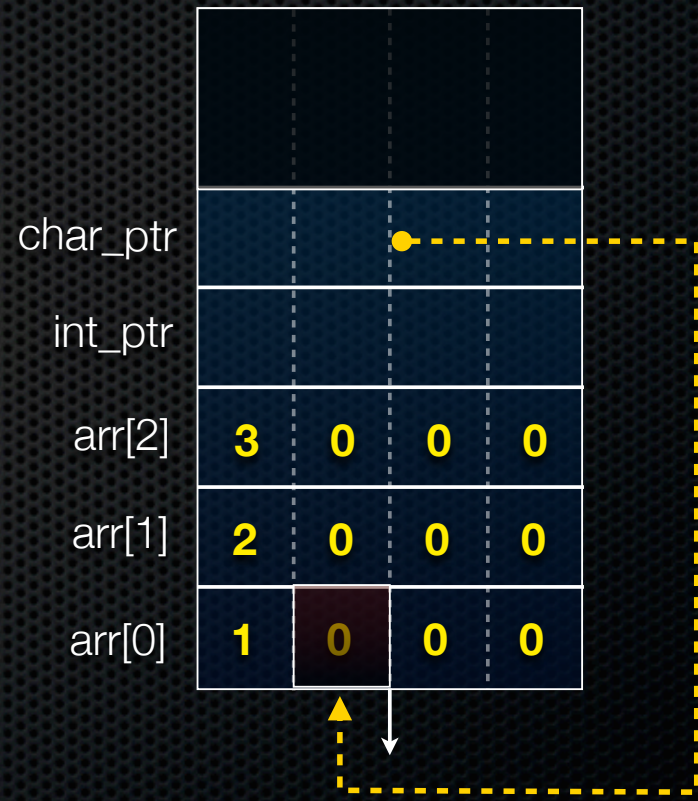 char_ptr
int_ptr
arr[2] 3 0 0 0
arr[1] 2 0 0 0
arr[0] 1 0 0 0